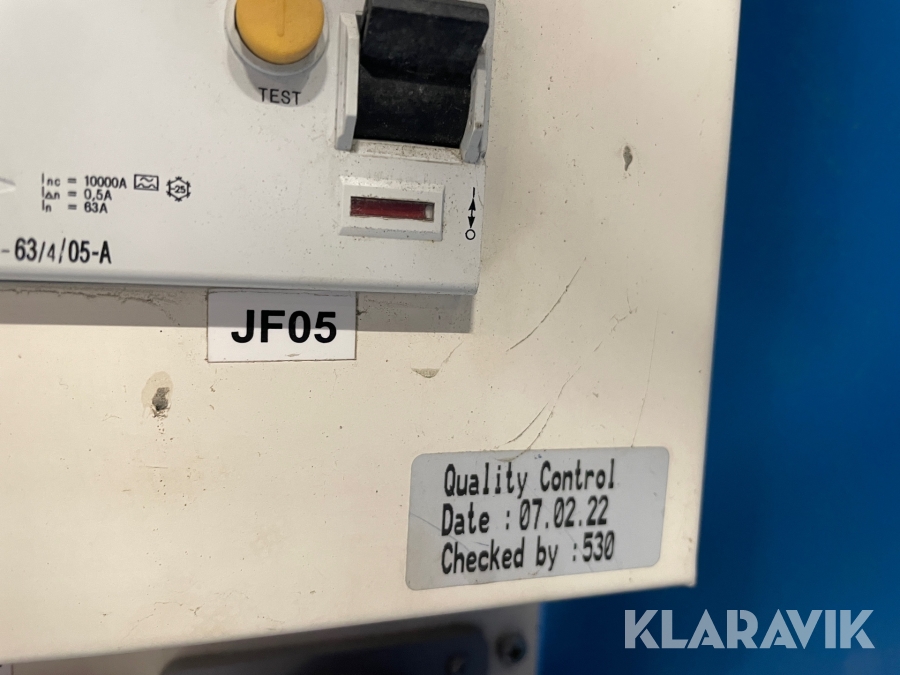 TEST
Inc = 10000A
IΔn = 0,5A
In = 63A
-25
-63/4/05-A
JF05
Quality Control
Date : 07.02.22
Checked by : 530
KLARAVIK